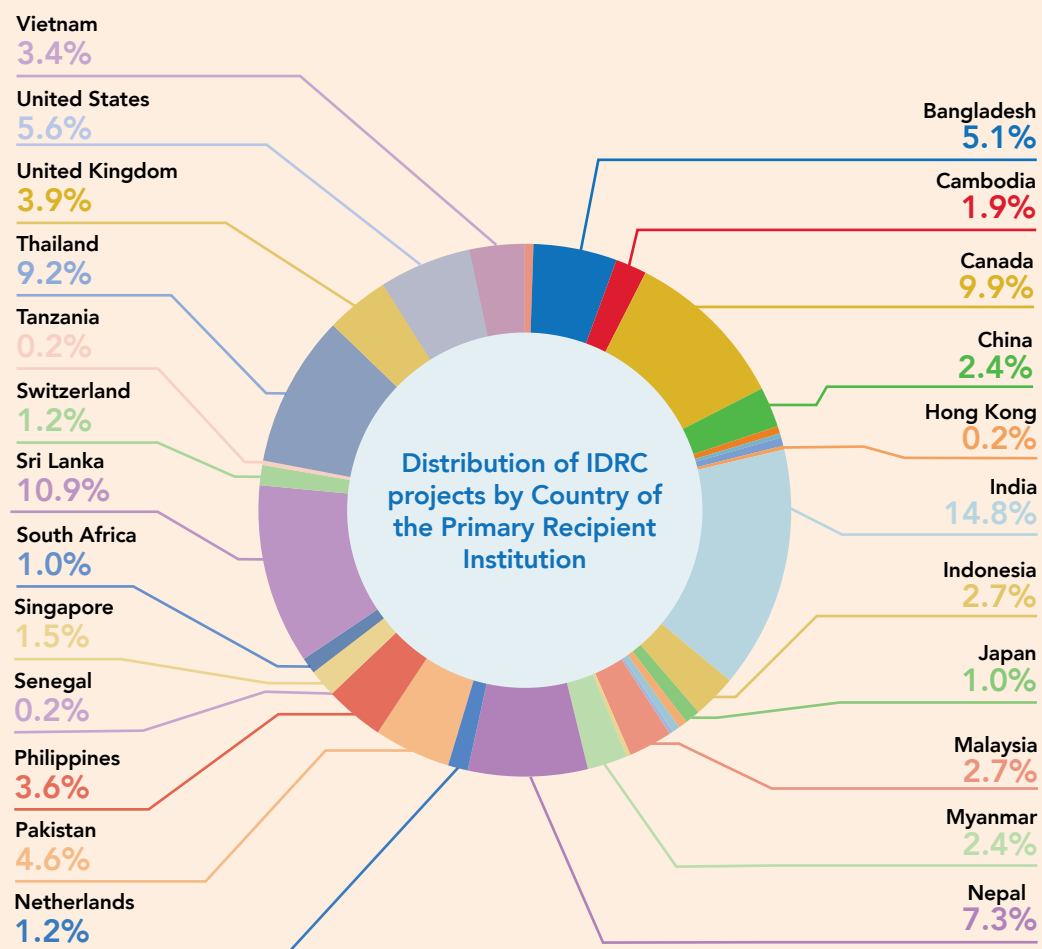 Vietnam
3.4%
United States
5.6%
United Kingdom
3.9%
Thailand
9.2%
Tanzania
0.2%
Switzerland
1.2%
Sri Lanka
10.9%
South Africa
1.0%
Singapore
1.5%
Senegal
0.2%
Philippines
3.6%
Pakistan
4.6%
Netherlands
1.2%
Distribution of IDRC
projects by Country of
the Primary Recipient
Institution
Bangladesh
5.1%
Cambodia
1.9%
Canada
9.9%
China
2.4%
Hong Kong
0.2%
India
14.8%
Indonesia
2.7%
Japan
1.0%
Malaysia
2.7%
Myanmar
2.4%
Nepal
7.3%